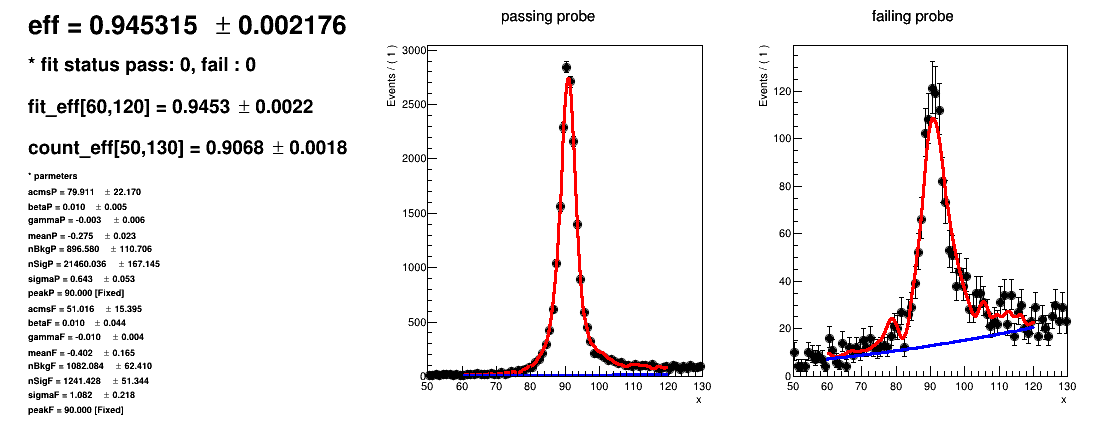 eff = 0.945315 ± 0.002176
* fit status pass: 0, fail : 0
fit_eff[60,120] = 0.9453 ± 0.0022
count_eff[50,130] = 0.9068 ± 0.0018
* parmeters
acmsP = 79.911 ± 22.170
betaP = 0.010 ± 0.005
gammaP = -0.003 ± 0.006
meanP = -0.275 ± 0.023
nBkgP = 896.580 ± 110.706
nSigP = 21460.036 ± 167.145
sigmaP = 0.643 ± 0.053
peakP = 90.000 [Fixed]
acmsF = 51.016 ± 15.395
betaF = 0.010 ± 0.044
gammaF = -0.010 ± 0.004
meanF = -0.402 ± 0.165
nBkgF = 1082.084 ± 62.410
nSigF = 1241.428 ± 51.344
sigmaF = 1.082 ± 0.218
peakF = 90.000 [Fixed]
passing probe
Events / ( 1 )
3000
2500
2000
1500
1000
500
0
50 60 70 80 90 100 110 120 130
x
failing probe
Events / ( 1 )
120
100
80
60
40
20
0
50 60 70 80 90 100 110 120 130
x